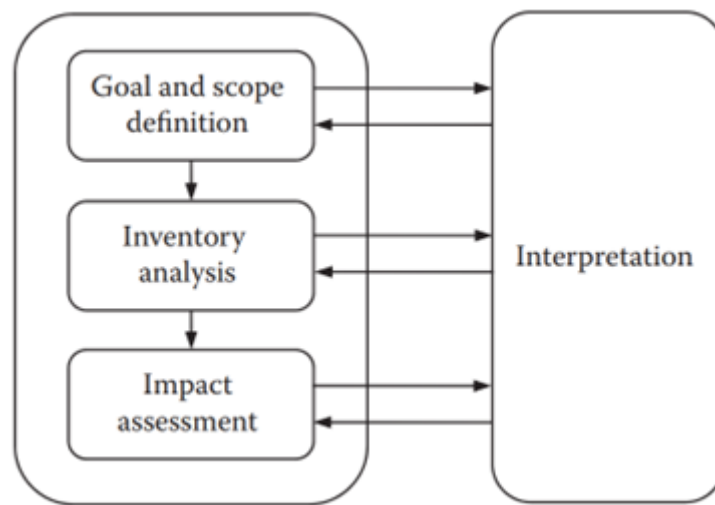 Goal and scope
definition
Inventory
analysis
Impact
assessment
Interpretation